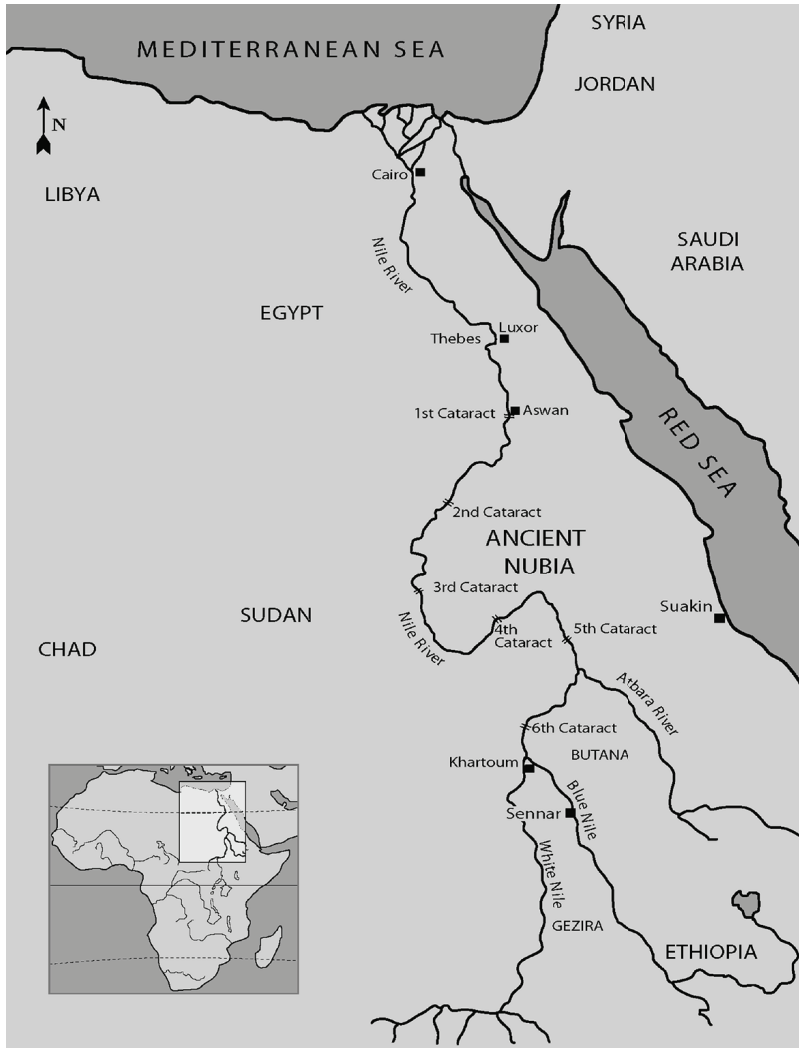 SYRIA
MEDITERRANEAN SEA
JORDAN
N
Cairo
LIBYA
SAUDI
ARABIA
Nile River
EGYPT
Luxor
Thebes
Aswan
1st Cataract
RED SEA
2nd Cataract
ANCIENT
NUBIA
3rd Cataract
Suakin
SUDAN
4th
Cataract
5th Cataract
Nile River
CHAD
Atbara River
6th Cataract
BUTANA
Khartoum
Blue Nile
Sennar
White Nile
GEZIRA
ETHIOPIA